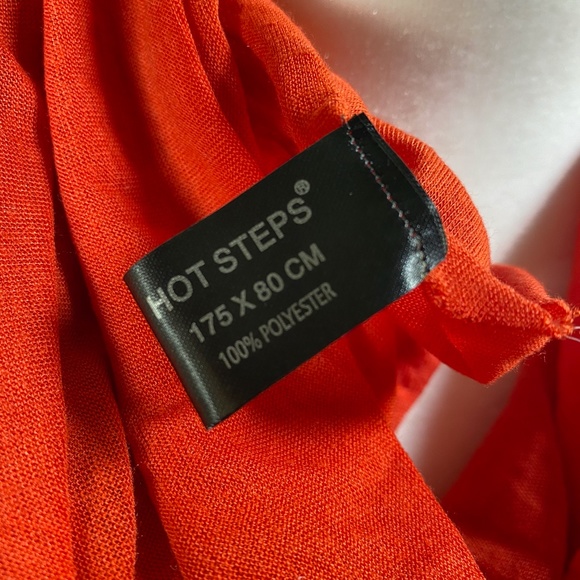 HOT STEPS®
175 X 80 CM
100% POLYESTER